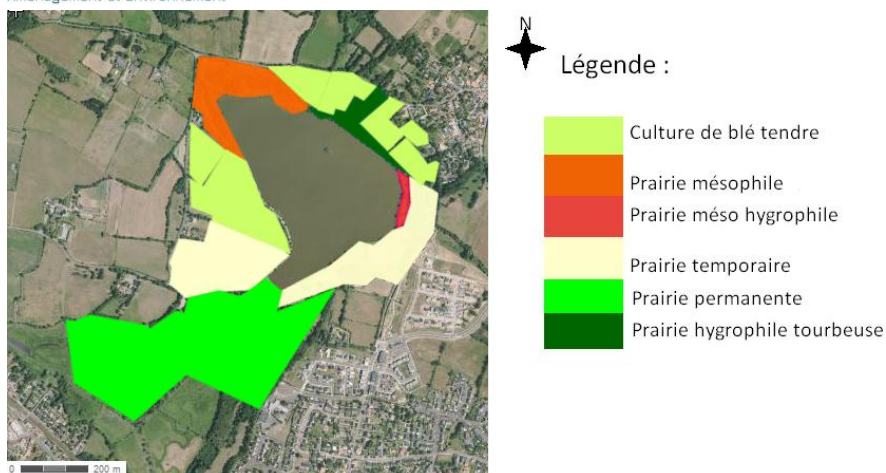 N
Légende :
Culture de blé tendre
Prairie mésophile
Prairie méso hygrophile
Prairie temporaire
Prairie permanente
Prairie hygrophile tourbeuse
0 200 m